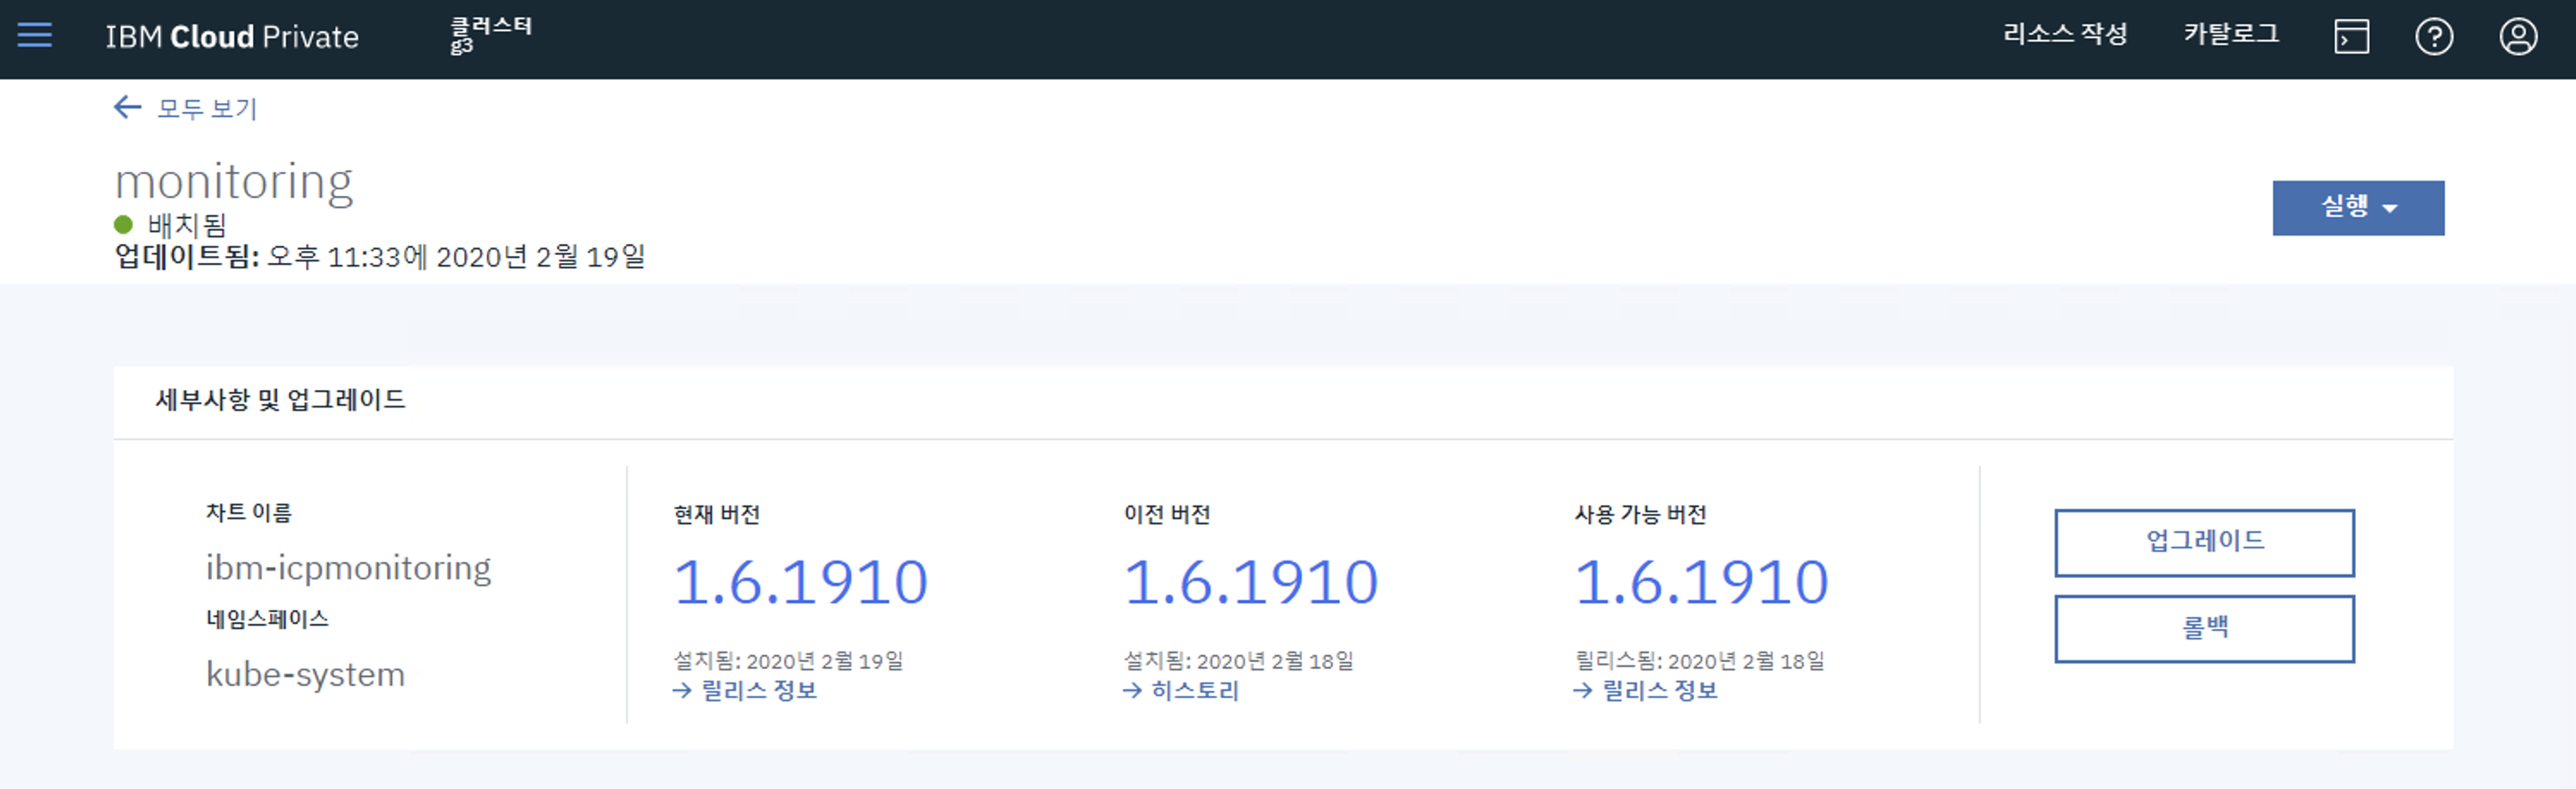 IBM Cloud Private
클러스터
g3
리소스 작성
카탈로그
모두 보기
monitoring
배치됨
업데이트됨: 오후 11:33에 2020년 2월 19일
실행
세부사항 및 업그레이드
차트 이름
ibm-icpmonitoring
네임스페이스
kube-system
현재 버전
1.6.1910
설치됨: 2020년 2월 19일
→ 릴리스 정보
이전 버전
1.6.1910
설치됨: 2020년 2월 18일
→ 히스토리
사용 가능 버전
1.6.1910
릴리스됨: 2020년 2월 18일
→ 릴리스 정보
업그레이드
롤백